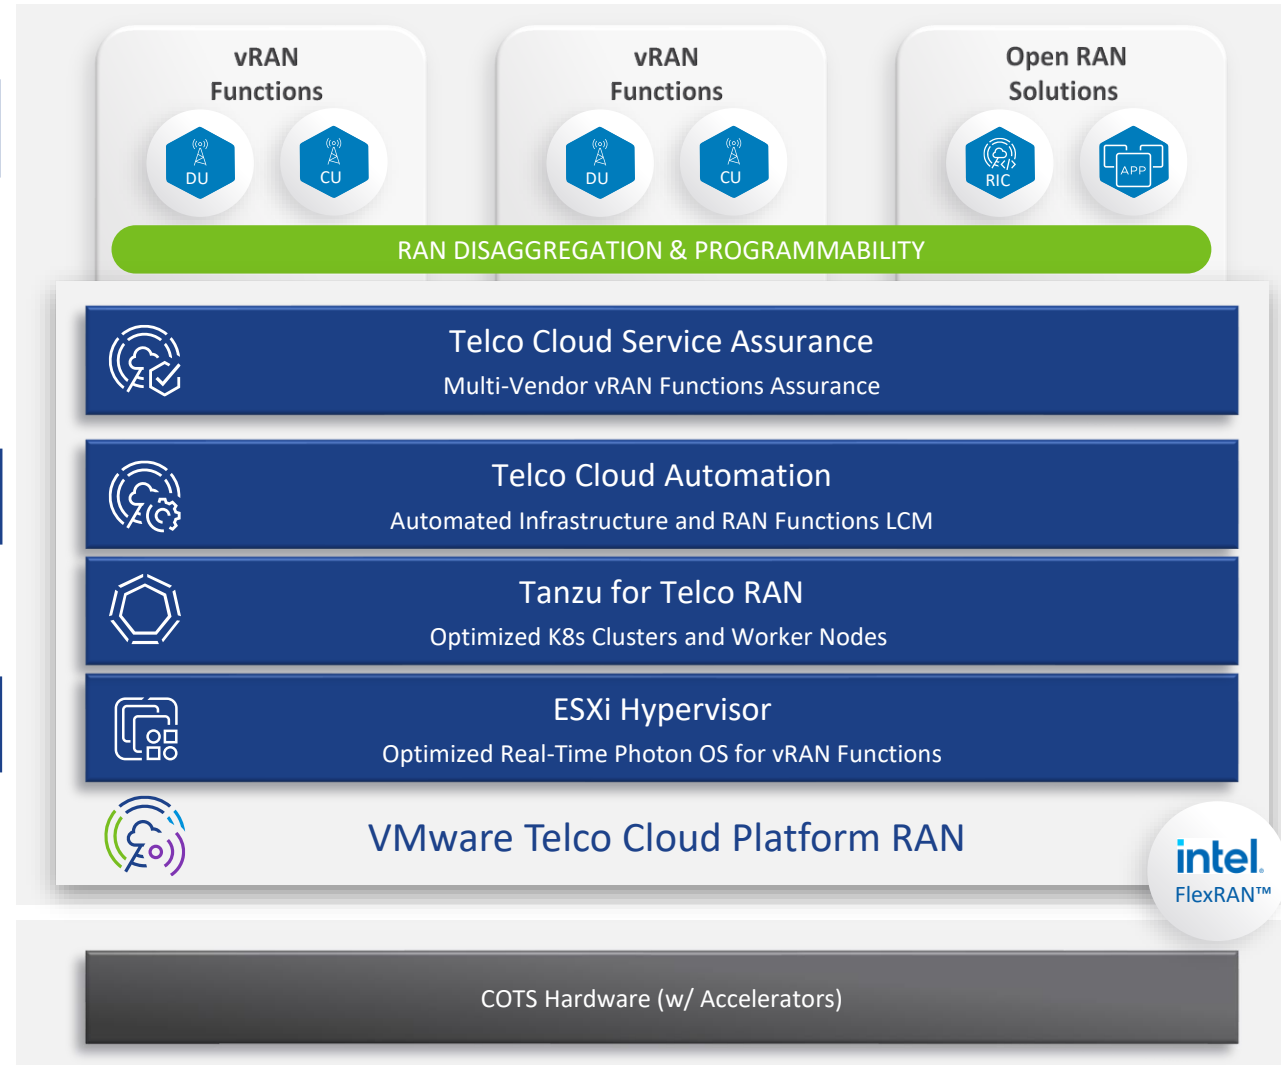 vRAN
Functions
vRAN
Functions
Open RAN
Solutions
DU
CU
DU
CU
RIC
APP
RAN DISAGGREGATION & PROGRAMMABILITY
Telco Cloud Service Assurance
Multi-Vendor vRAN Functions Assurance
Telco Cloud Automation
Automated Infrastructure and RAN Functions LCM
Tanzu for Telco RAN
Optimized K8s Clusters and Worker Nodes
ESXi Hypervisor
Optimized Real-Time Photon OS for vRAN Functions
VMware Telco Cloud Platform RAN
intel.
FlexRAN™
COTS Hardware (w/ Accelerators)